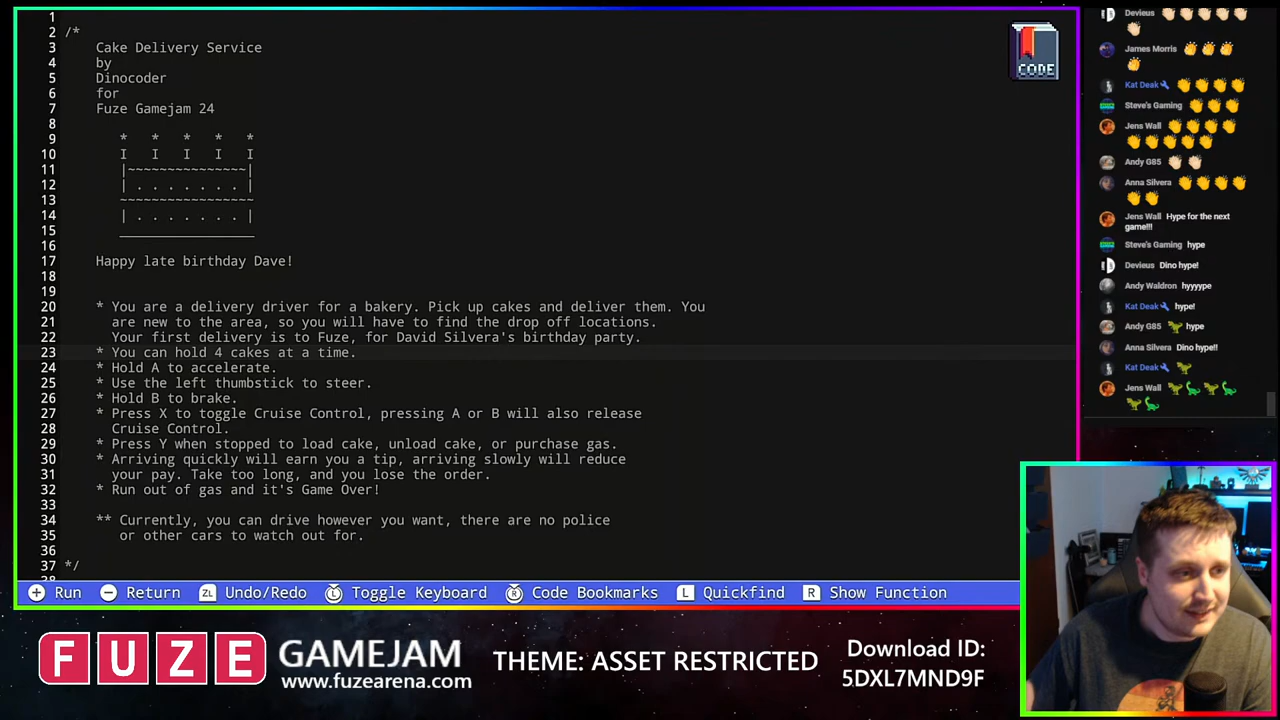 1
2 /*
3 Cake Delivery Service
4 by
5 Dinocoder
6 for
7 Fuze Gamejam 24
8
9 * * * * *
10 I I I I I
11 |~~~~~~~~~~~~~~~|
12 | . . . . . . . |
13 ~~~~~~~~~~~~~~~~~
14 | . . . . . . . |
15 _________________
16
17 Happy late birthday Dave!
18
19
20 * You are a delivery driver for a bakery. Pick up cakes and deliver them. You
21 are new to the area, so you will have to find the drop off locations.
22 Your first delivery is to Fuze, for David Silvera's birthday party.
23 * You can hold 4 cakes at a time.
24 * Hold A to accelerate.
25 * Use the left thumbstick to steer.
26 * Hold B to brake.
27 * Press X to toggle Cruise Control, pressing A or B will also release
28 Cruise Control.
29 * Press Y when stopped to load cake, unload cake, or purchase gas.
30 * Arriving quickly will earn you a tip, arriving slowly will reduce
31 your pay. Take too long, and you lose the order.
32 * Run out of gas and it's Game Over!
33
34 ** Currently, you can drive however you want, there are no police
35 or other cars to watch out for.
36
37 */
38
CODE
+ Run - Return ZL Undo/Redo L Toggle Keyboard R Code Bookmarks L Quickfind R Show Function
Devieus 👏🏻👏🏻👏🏻👏🏻👏🏻
👏🏻
James Morris 👏👏👏
👏
Kat Deak 👏👏👏👏
Steve's Gaming 👏👏👏
Jens Wall 👏👏👏👏
👏👏👏👏👏
Andy G85 👏🏻👏🏻
Anna Silvera 👏👏👏👏
👏👏
Jens Wall Hype for the next
game!!!
Steve's Gaming hype
Devieus Dino hype!
Andy Waldron hyyyype
Kat Deak hype!
Andy G85 🦖 hype
Anna Silvera Dino hype!!
Kat Deak 🦖
Jens Wall 🦖🦕🦖🦕
🦖🦕
FUZE GAMEJAM
www.fuzearena.com
THEME: ASSET RESTRICTED
Download ID:
5DXL7MND9F